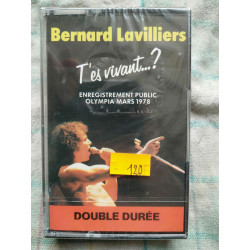 Bernard Lavilliers
T'es vivant...?
ENREGISTREMENT PUBLIC
OLYMPIA MARS 1978
120
DOUBLE DURÉE